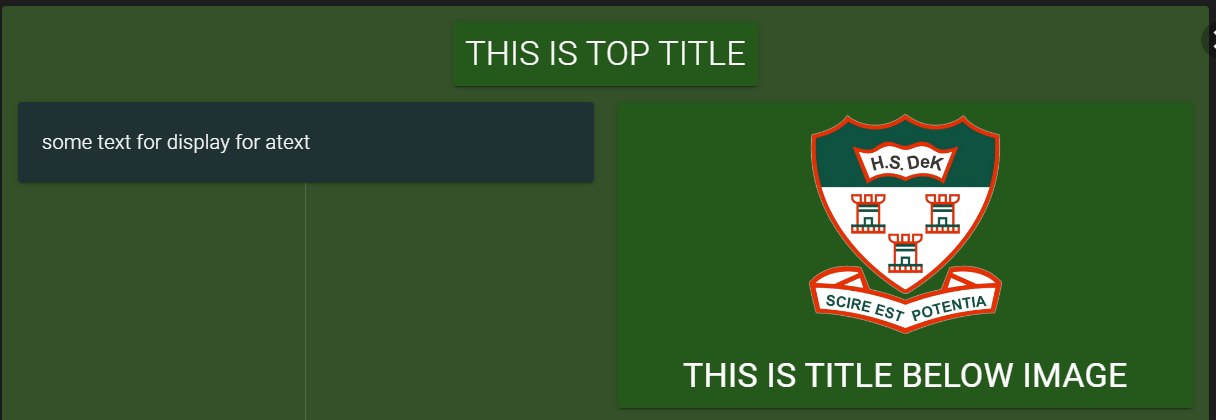 THIS IS TOP TITLE
some text for display for atext
H.S. DeK
SCIRE EST POTENTIA
THIS IS TITLE BELOW IMAGE